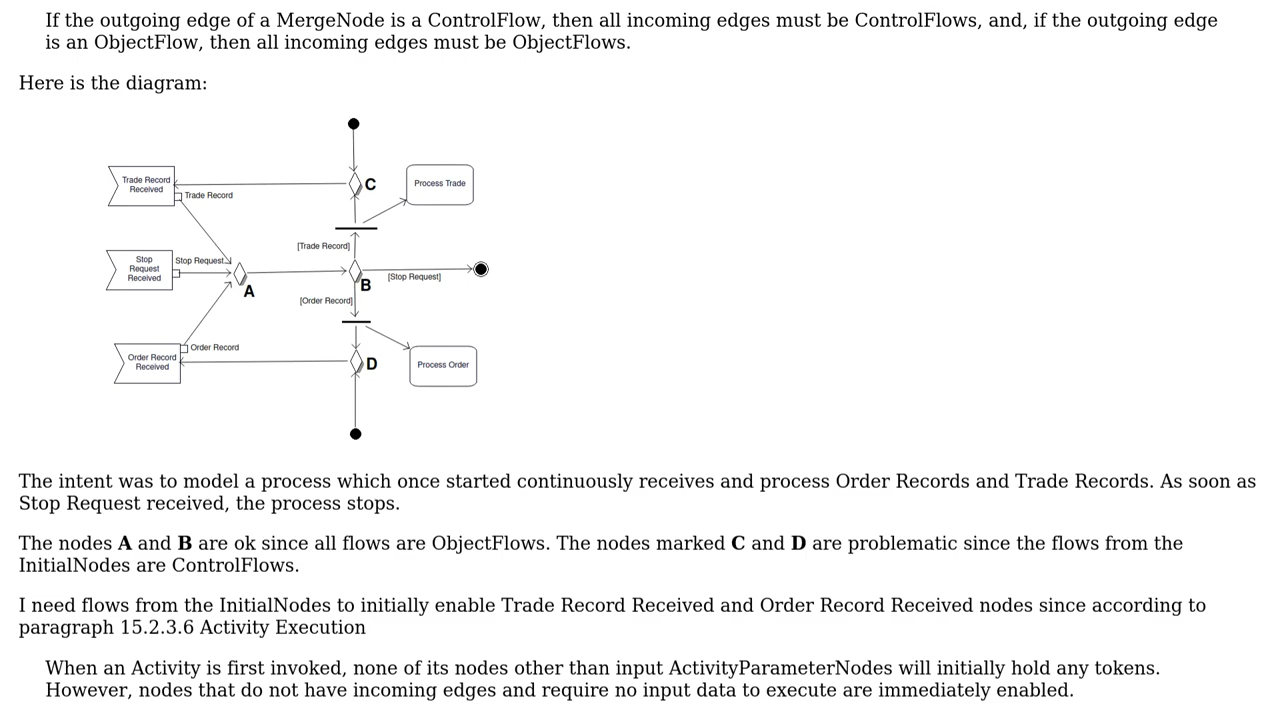 If the outgoing edge of a MergeNode is a ControlFlow, then all incoming edges must be ControlFlows, and, if the outgoing edge
is an ObjectFlow, then all incoming edges must be ObjectFlows.
Here is the diagram:
Trade Record
Received
Trade Record
C
Process Trade
[Trade Record]
Stop
Request
Received
Stop Request
A
B
[Stop Request]
[Order Record]
Order Record
Received
Order Record
D
Process Order
The intent was to model a process which once started continuously receives and process Order Records and Trade Records. As soon as
Stop Request received, the process stops.
The nodes A and B are ok since all flows are ObjectFlows. The nodes marked C and D are problematic since the flows from the
InitialNodes are ControlFlows.
I need flows from the InitialNodes to initially enable Trade Record Received and Order Record Received nodes since according to
paragraph 15.2.3.6 Activity Execution
When an Activity is first invoked, none of its nodes other than input ActivityParameterNodes will initially hold any tokens.
However, nodes that do not have incoming edges and require no input data to execute are immediately enabled.